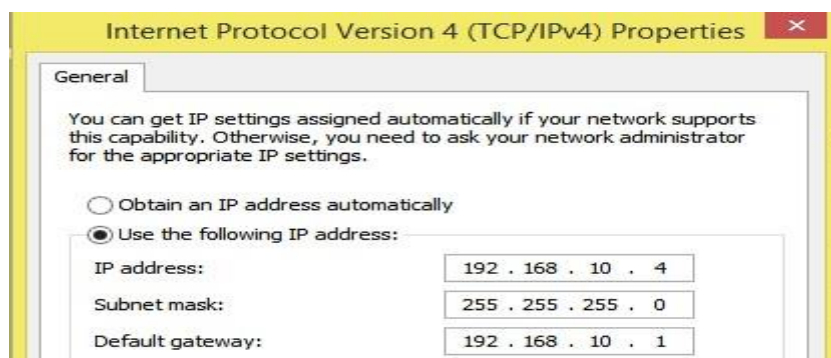 Internet Protocol Version 4 (TCP/IPv4) Properties
General
You can get IP settings assigned automatically if your network supports
this capability. Otherwise, you need to ask your network administrator
for the appropriate IP settings.
Obtain an IP address automatically
Use the following IP address:
IP address: 192 . 168 . 10 . 4
Subnet mask: 255 . 255 . 255 . 0
Default gateway: 192 . 168 . 10 . 1